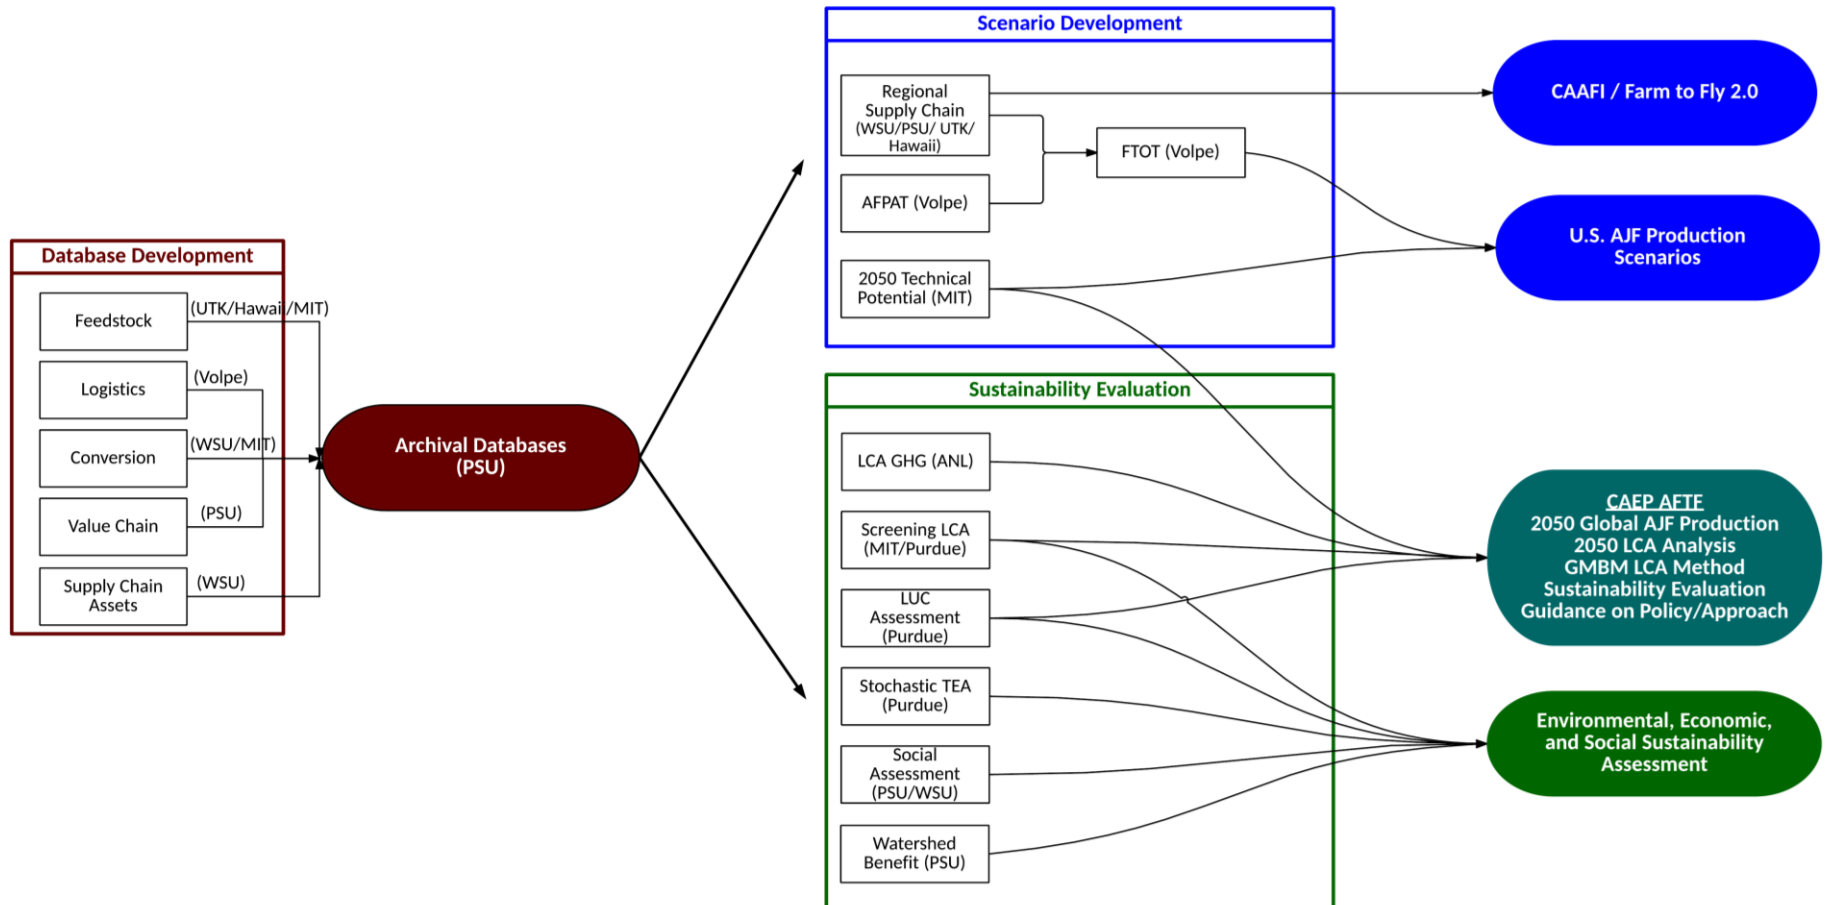 Database Development
Feedstock
(UTK/Hawaii/MIT)
Logistics
(Volpe)
Conversion
(WSU/MIT)
Value Chain
(PSU)
Supply Chain
Assets
(WSU)
Archival Databases
(PSU)
Scenario Development
Regional
Supply Chain
(WSU/PSU/ UTK/
Hawaii)
AFPAT (Volpe)
FTOT (Volpe)
2050 Technical
Potential (MIT)
Sustainability Evaluation
LCA GHG (ANL)
Screening LCA
(MIT/Purdue)
LUC
Assessment
(Purdue)
Stochastic TEA
(Purdue)
Social
Assessment
(PSU/WSU)
Watershed
Benefit (PSU)
CAAFI / Farm to Fly 2.0
U.S. AJF Production
Scenarios
CAEP AFTF
2050 Global AJF Production
2050 LCA Analysis
GMBM LCA Method
Sustainability Evaluation
Guidance on Policy/Approach
Environmental, Economic,
and Social Sustainability
Assessment